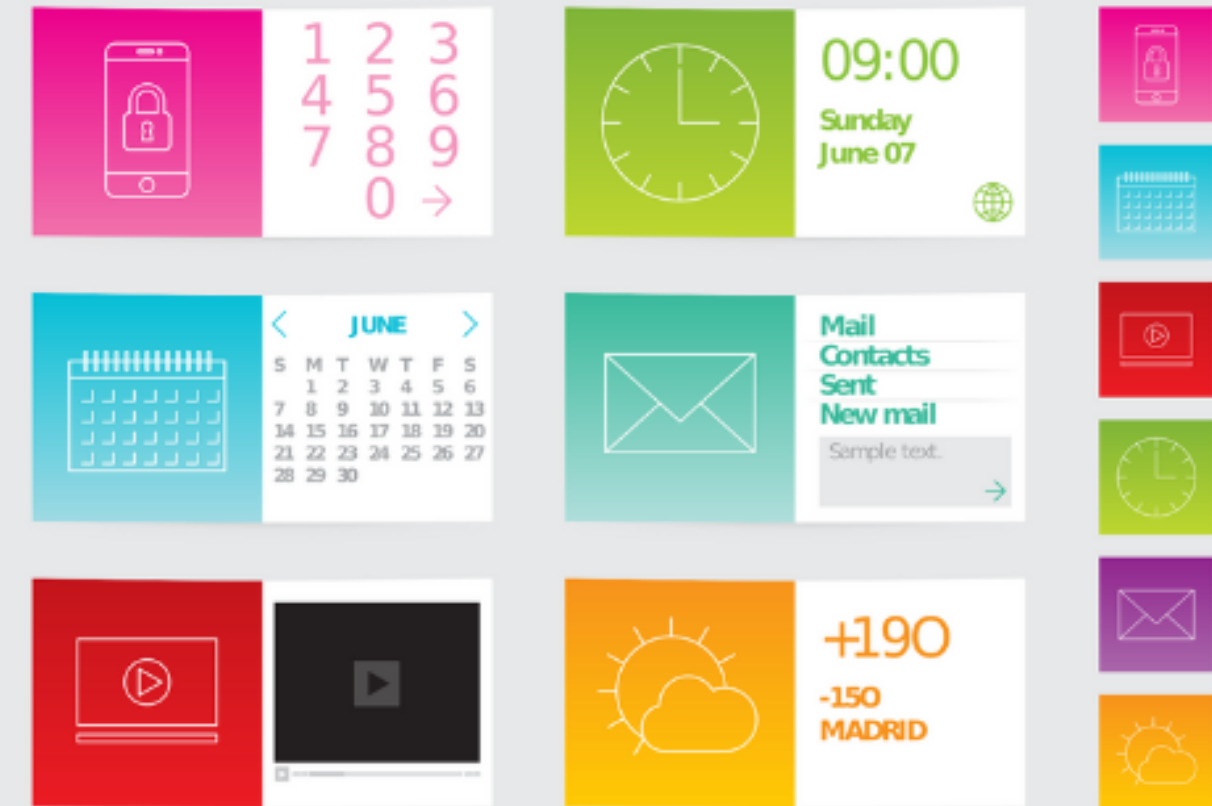 1 2 3
4 5 6
7 8 9
0
09:00
Sunday
June 07
JUNE
S M T W T F S
1 2 3 4 5 6
7 8 9 10 11 12 13
14 15 16 17 18 19 20
21 22 23 24 25 26 27
28 29 30
Mail
Contacts
Sent
New mail
Sample text.
+19O
-15O
MADRID